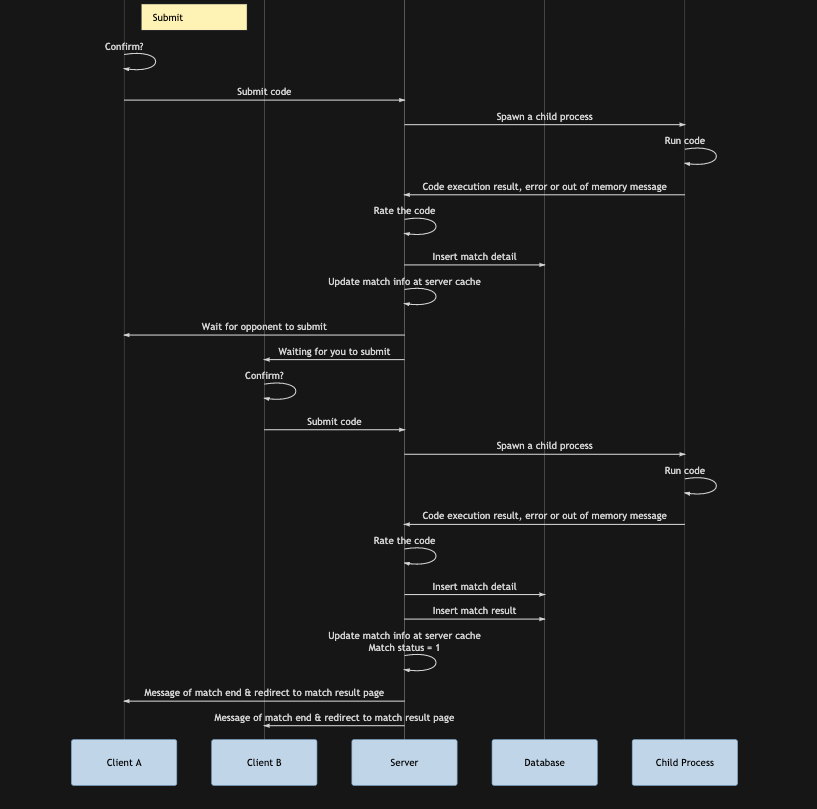 Submit
Confirm?
Submit code
Spawn a child process
Run code
Code execution result, error or out of memory message
Rate the code
Insert match detail
Update match info at server cache
Wait for opponent to submit
Waiting for you to submit
Confirm?
Submit code
Spawn a child process
Run code
Code execution result, error or out of memory message
Rate the code
Insert match detail
Insert match result
Update match info at server cache
Match status = 1
Message of match end & redirect to match result page
Message of match end & redirect to match result page
Client A
Client B
Server
Database
Child Process